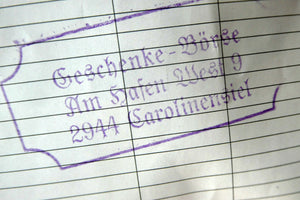 Geschenke-Börse
Am Hafen West 9
2944 Carolinensiel